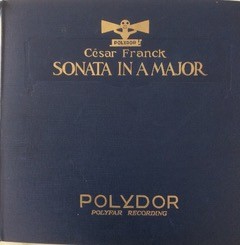 POLYDOR
César Franck
SONATA IN A MAJOR
POLYDOR
POLYFAR RECORDING